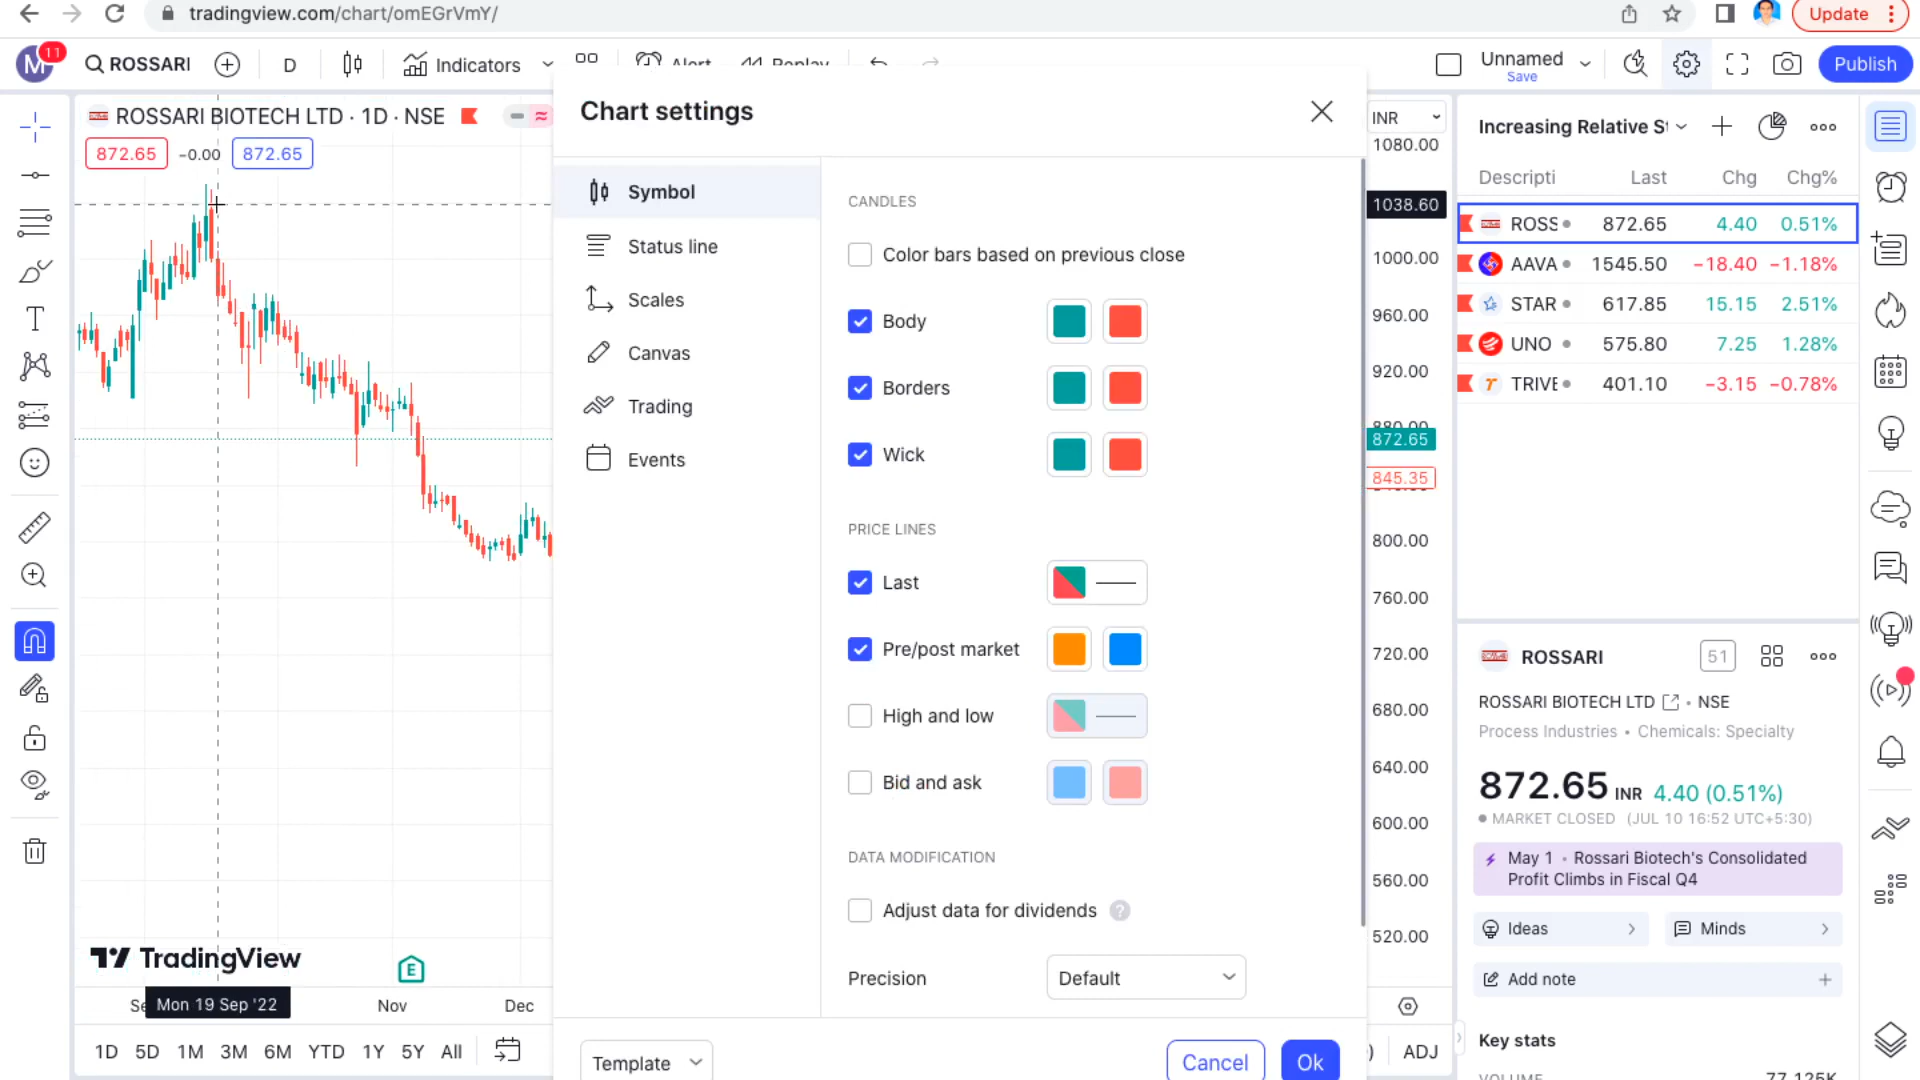 tradingview.com/chart/omEGrVmY/
Update
M
11
ROSSARI
D
Indicators
Alert
Replay
Unnamed
Save
Publish
ROSSARI BIOTECH LTD · 1D · NSE
872.65
−0.00
872.65
Chart settings
Symbol
Status line
Scales
Canvas
Trading
Events
CANDLES
Color bars based on previous close
Body
Borders
Wick
PRICE LINES
Last
Pre/post market
High and low
Bid and ask
DATA MODIFICATION
Adjust data for dividends
?
Precision
Default
Template
Cancel
Ok
INR
1080.00
1038.60
1000.00
960.00
920.00
880.00
872.65
845.35
800.00
760.00
720.00
680.00
640.00
600.00
560.00
520.00
ADJ
TradingView
E
Mon 19 Sep '22
Nov
Dec
1D
5D
1M
3M
6M
YTD
1Y
5Y
All
Increasing Relative St
Descripti Last Chg Chg%
ROSS 872.65 4.40 0.51%
AAVA 1545.50 −18.40 −1.18%
STAR 617.85 15.15 2.51%
UNO 575.80 7.25 1.28%
TRIVE 401.10 −3.15 −0.78%
ROSSARI
51
ROSSARI BIOTECH LTD • NSE
Process Industries • Chemicals: Specialty
872.65 INR 4.40 (0.51%)
MARKET CLOSED (JUL 10 16:52 UTC+5:30)
May 1 • Rossari Biotech's Consolidated
Profit Climbs in Fiscal Q4
Ideas
Minds
Add note
Key stats
VOLUME
77.125K